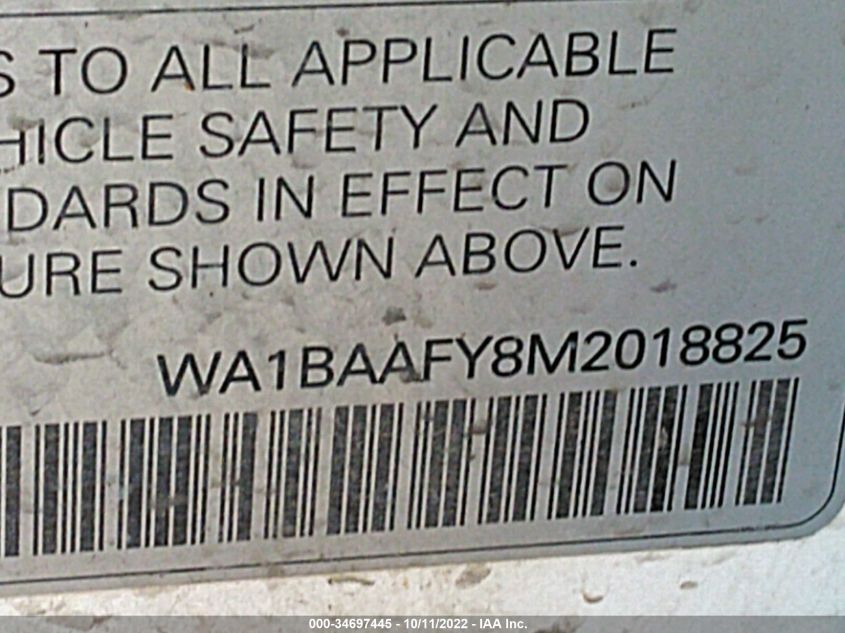 S TO ALL APPLICABLE
HICLE SAFETY AND
DARDS IN EFFECT ON
URE SHOWN ABOVE.
WA1BAAFY8M2018825
000-34697445 - 10/11/2022 - IAA Inc.